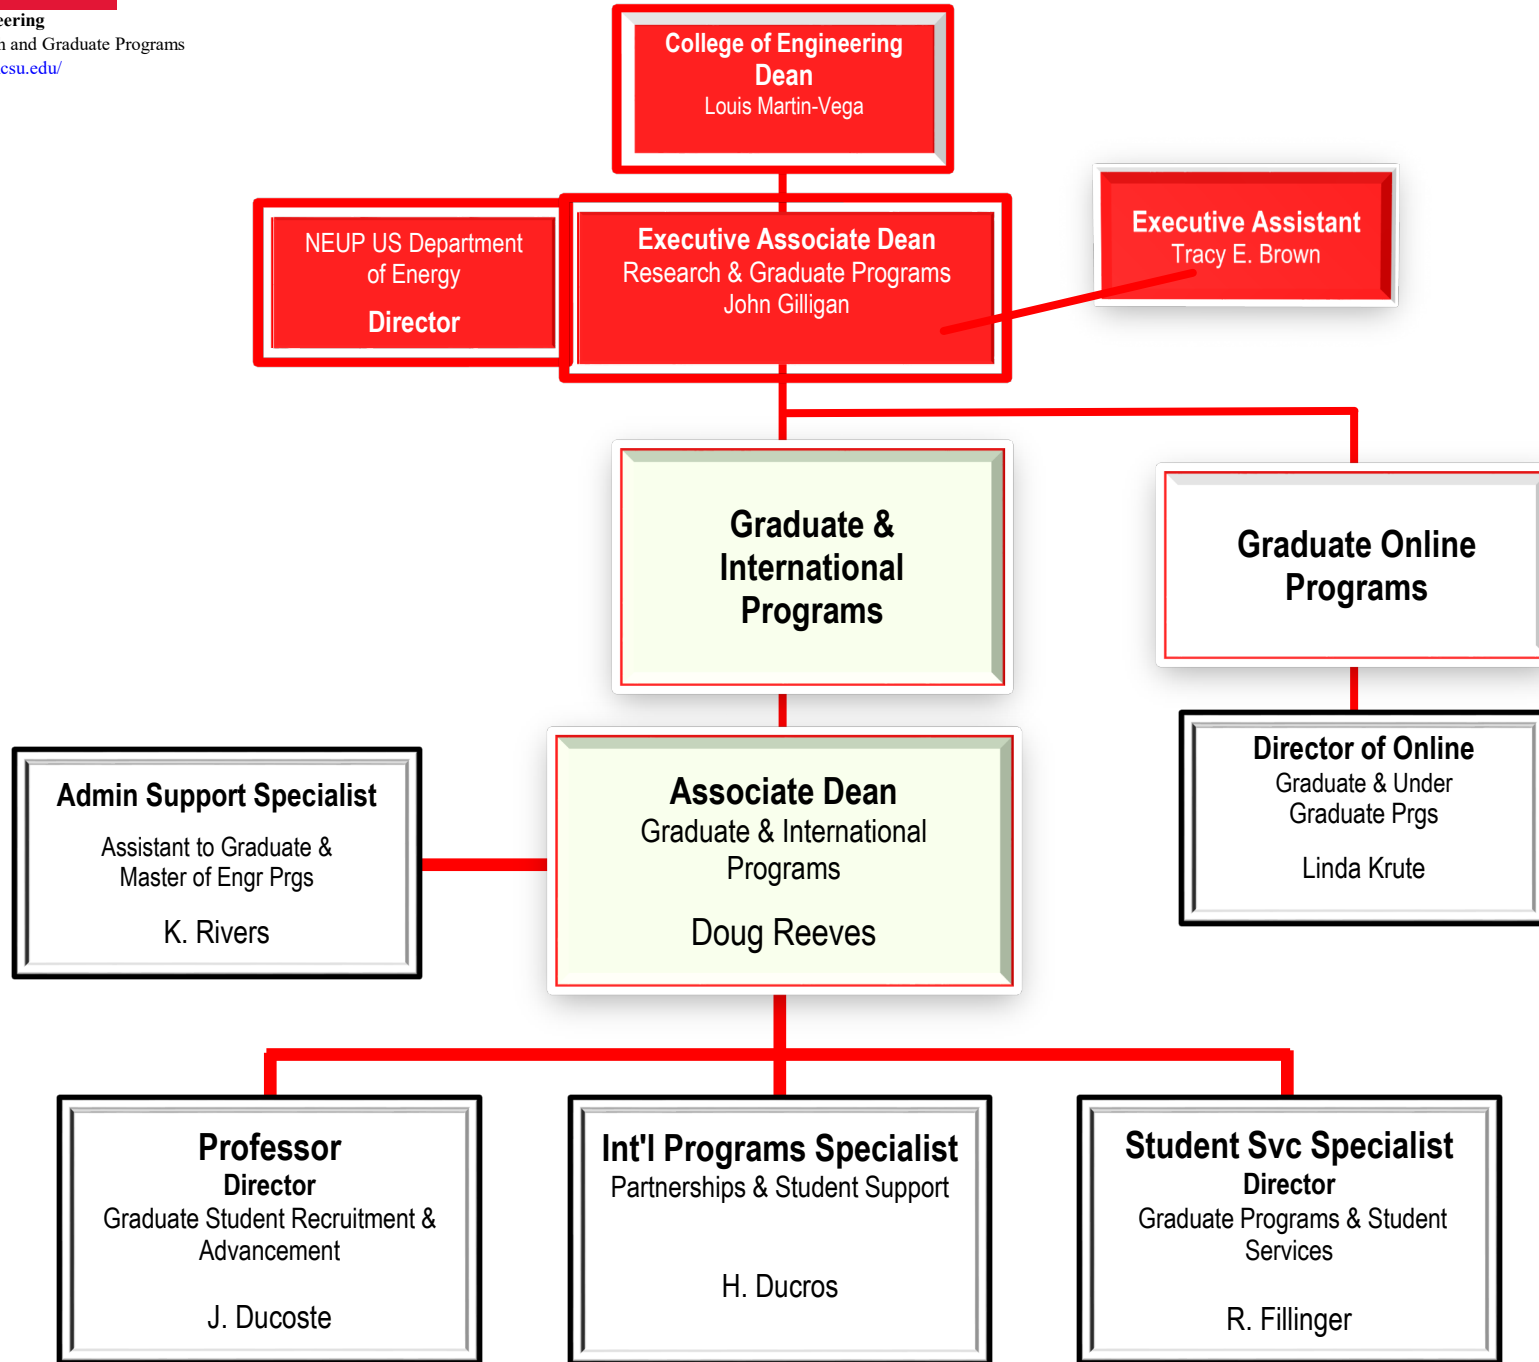 and Graduate Programs
College of Engineering
Dean
Louis Martin-Vega
NEUP US Department
of Energy
Director
Executive Associate Dean
Research & Graduate Programs
John Gilligan
Executive Assistant
Tracy E. Brown
Graduate &
International
Programs
Graduate Online
Programs
Director of Online
Graduate & Under
Graduate Prgs
Linda Krute
Admin Support Specialist
Assistant to Graduate &
Master of Engr Prgs
K. Rivers
Associate Dean
Graduate & International
Programs
Doug Reeves
Professor
Director
Graduate Student Recruitment &
Advancement
J. Ducoste
Int'l Programs Specialist
Partnerships & Student Support
H. Ducros
Student Svc Specialist
Director
Graduate Programs & Student
Services
R. Fillinger